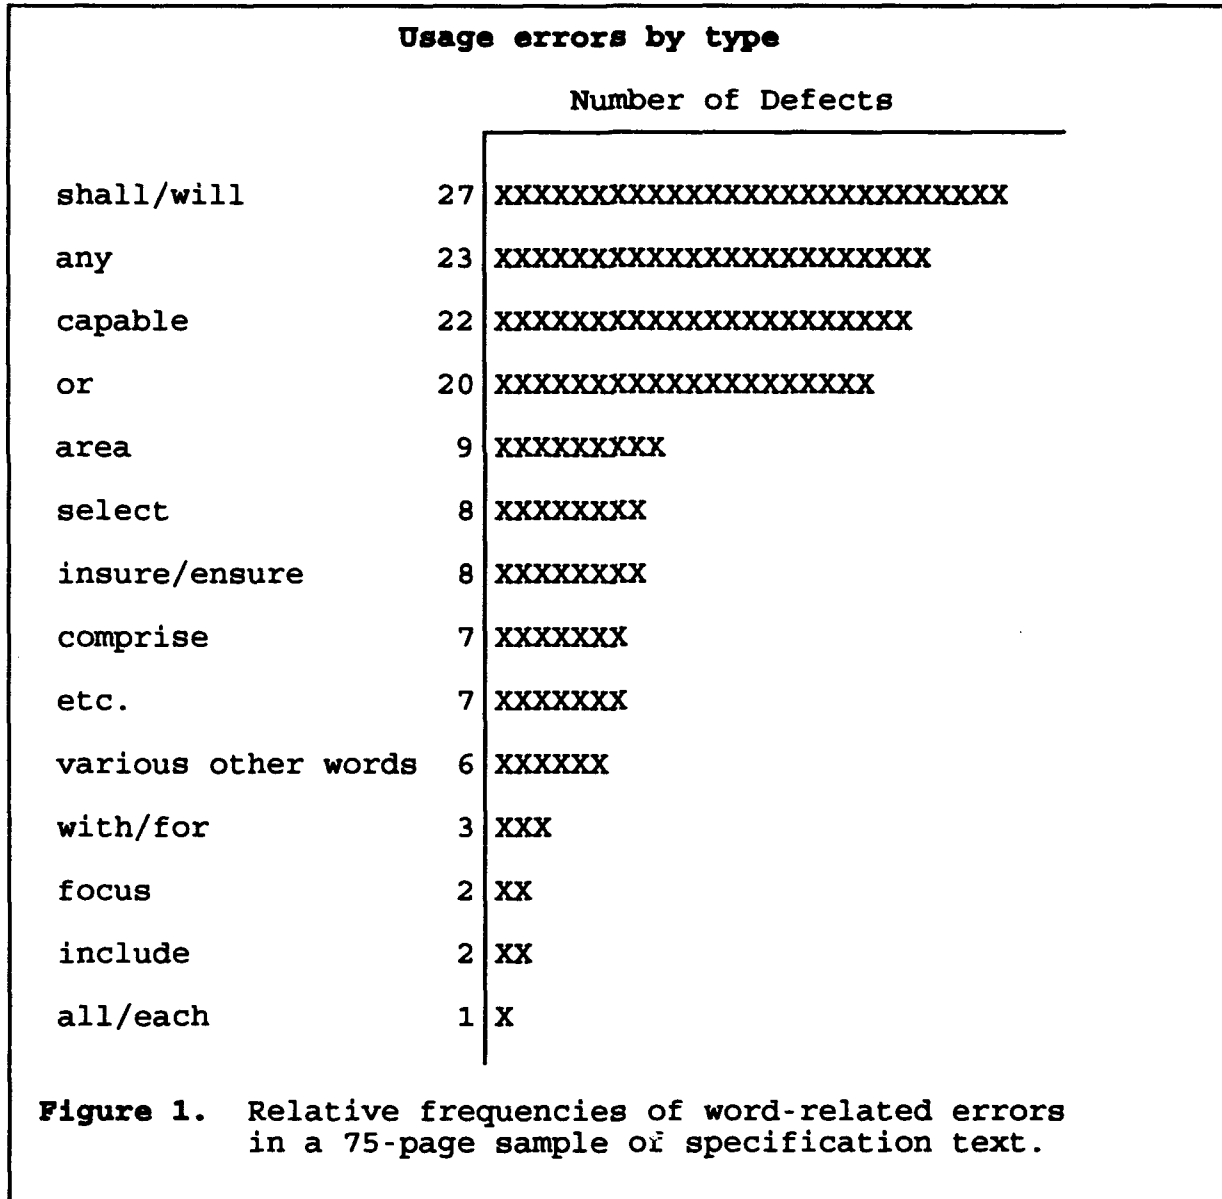 Usage errors by type
Number of Defects
shall/will 27 XXXXXXXXXXXXXXXXXXXXXXXXXXX
any 23 XXXXXXXXXXXXXXXXXXXXXXX
capable 22 XXXXXXXXXXXXXXXXXXXXXX
or 20 XXXXXXXXXXXXXXXXXXXX
area 9 XXXXXXXXX
select 8 XXXXXXXX
insure/ensure 8 XXXXXXXX
comprise 7 XXXXXXX
etc. 7 XXXXXXX
various other words 6 XXXXXX
with/for 3 XXX
focus 2 XX
include 2 XX
all/each 1 X
Figure 1. Relative frequencies of word-related errors
in a 75-page sample of specification text.